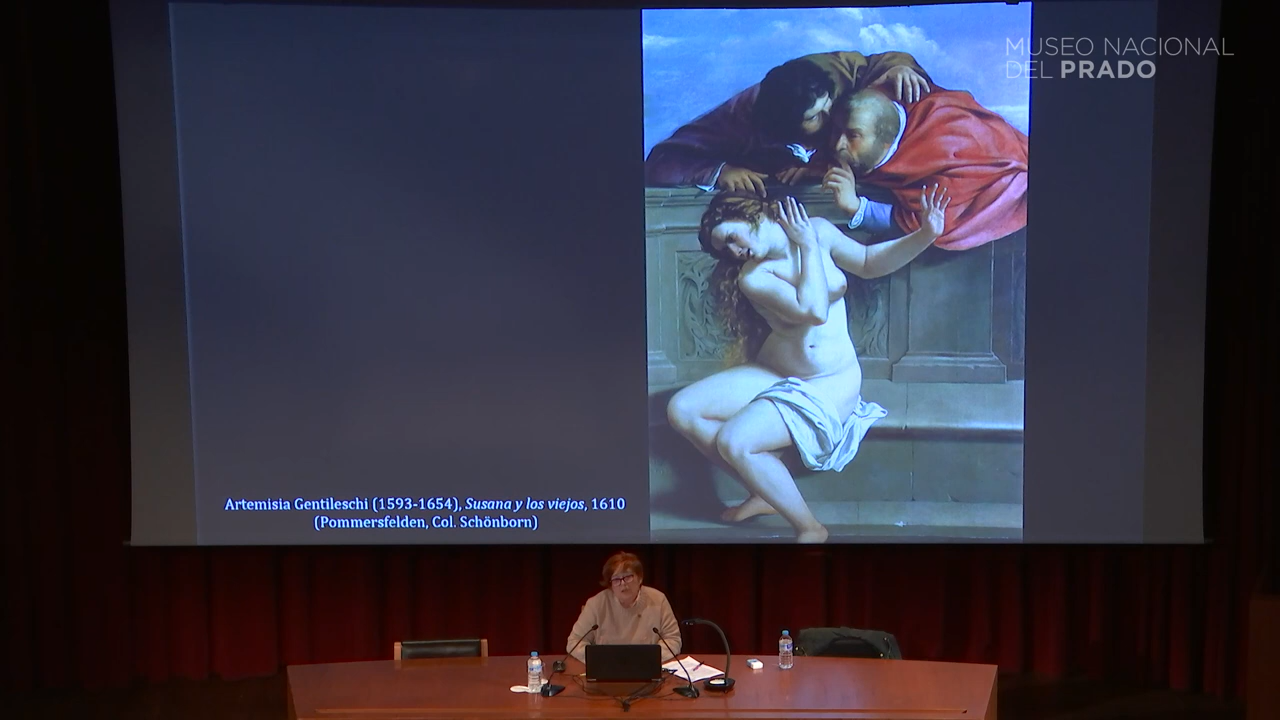 MUSEO NACIONAL
DEL PRADO
Artemisia Gentileschi (1593-1654), Susana y los viejos, 1610
(Pommersfelden, Col. Schönborn)